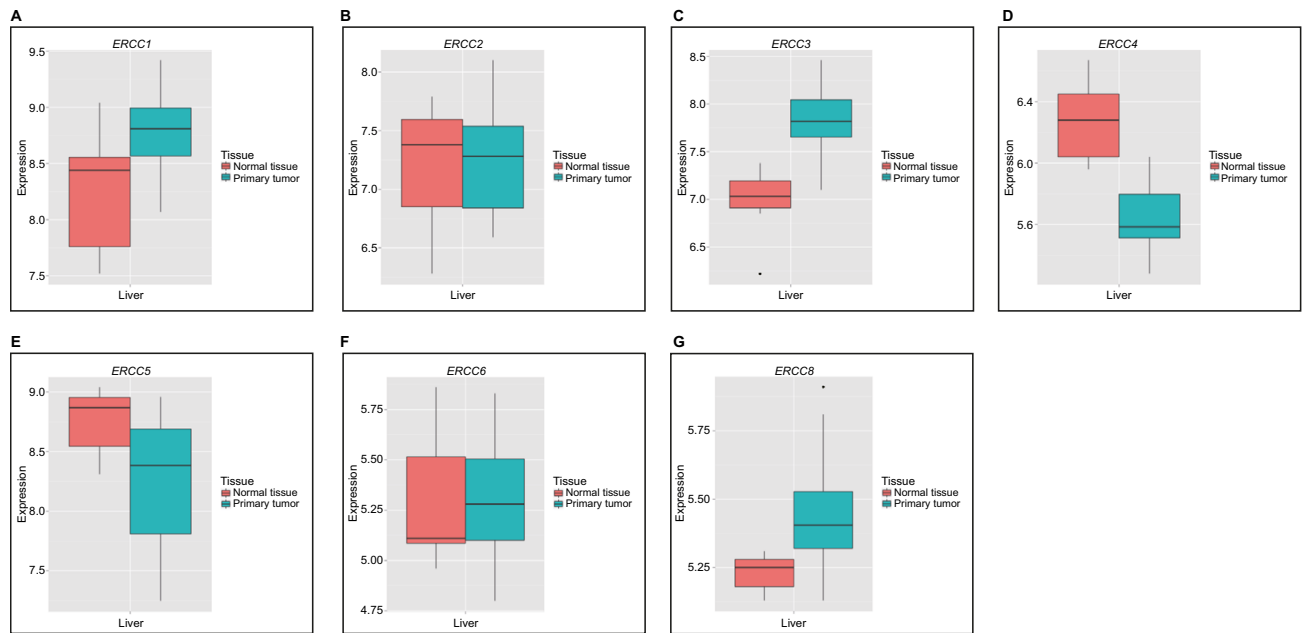 A
ERCC1
9.5
9.0
8.5
8.0
7.5
Expression
Liver
Tissue
Normal tissue
Primary tumor
B
ERCC2
8.0
7.5
7.0
6.5
Expression
Liver
Tissue
Normal tissue
Primary tumor
C
ERCC3
8.5
8.0
7.5
7.0
6.5
Expression
Liver
Tissue
Normal tissue
Primary tumor
D
ERCC4
6.4
6.0
5.6
Expression
Liver
Tissue
Normal tissue
Primary tumor
E
ERCC5
9.0
8.5
8.0
7.5
Expression
Liver
Tissue
Normal tissue
Primary tumor
F
ERCC6
5.75
5.50
5.25
5.00
4.75
Expression
Liver
Tissue
Normal tissue
Primary tumor
G
ERCC8
5.75
5.50
5.25
Expression
Liver
Tissue
Normal tissue
Primary tumor